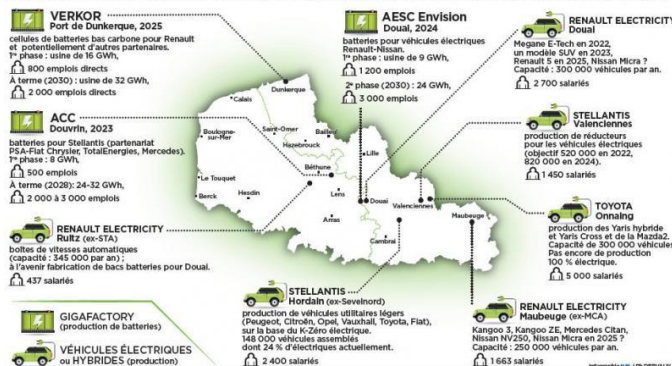 VERKOR
Port de Dunkerque, 2025
cellules de batteries bas carbone pour Renault
et potentiellement d'autres partenaires.
1re phase : usine de 16 GWh,
800 emplois directs
À terme (2030) : usine de 32 GWh,
2 000 emplois directs
ACC
Douvrin, 2023
batteries pour Stellantis (partenariat
PSA-Fiat Chrysler, TotalEnergies, Mercedes).
1re phase : 8 GWh,
500 emplois
À terme (2028): 24-32 GWh,
2 000 à 3 000 emplois
RENAULT ELECTRICITY
Ruitz (ex-STA)
boîtes de vitesses automatiques
(capacité : 345 000 par an) ;
à l'avenir fabrication de bacs batteries pour Douai.
437 salariés
GIGAFACTORY
(production de batteries)
VÉHICULES ÉLECTRIQUES
ou HYBRIDES (production)
AESC Envision
Douai, 2024
batteries pour véhicules électriques
Renault-Nissan.
1re phase : usine de 9 GWh,
1 200 emplois
2e phase (2030) : 24 GWh,
3 000 emplois
RENAULT ELECTRICITY
Douai
Megane E-Tech en 2022,
un modèle SUV en 2023,
Renault 5 en 2025, Nissan Micra ?
Capacité : 300 000 véhicules par an.
2 700 salariés
STELLANTIS
Valenciennes
production de réducteurs
pour les véhicules électriques
(objectif 520 000 en 2022,
820 000 en 2024).
1 450 salariés
TOYOTA
Onnaing
production des Yaris hybride
et Yaris Cross et de la Mazda2.
Capacité de 300 000 véhicules.
Pas encore de production
100 % électrique.
5 000 salariés
RENAULT ELECTRICITY
Maubeuge (ex-MCA)
Kangoo 3, Kangoo ZE, Mercedes Citan,
Nissan NV250, Nissan Micra en 2025 ?
Capacité : 250 000 véhicules par an.
1 663 salariés
STELLANTIS
Hordain (ex-Sevelnord)
production de véhicules utilitaires légers
(Peugeot, Citroën, Opel, Vauxhall, Toyota, Fiat),
sur la base du K-Zéro électrique.
148 000 véhicules assemblés
dont 24 % d'électriques actuellement.
2 400 salariés
Dunkerque
Calais
Saint-Omer
Bailleul
Boulogne-
sur-Mer
Hazebrouck
Lille
Béthune
Le Touquet
Hesdin
Lens
Berck
Douai
Valenciennes
Arras
Maubeuge
Cambrai